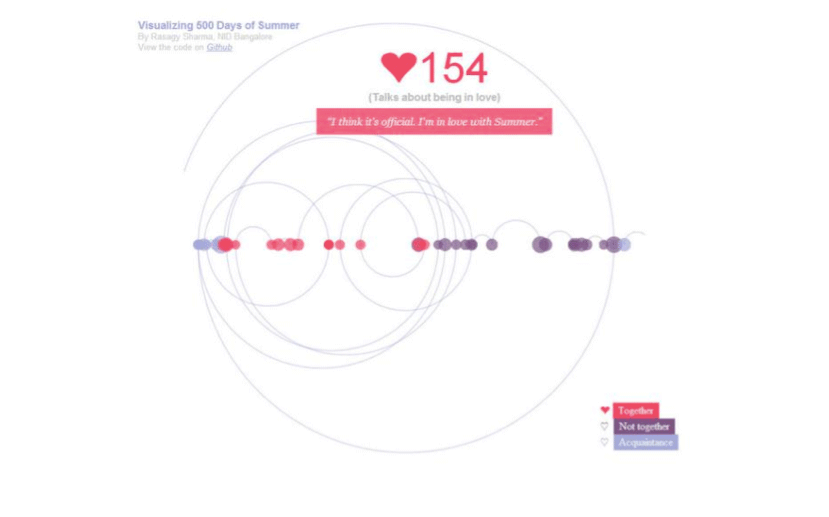 Visualizing 500 Days of Summer
By Rasagy Sharma, NID Bangalore
View the code on Github.
154
(Talks about being in love)
“I think it's official. I'm in love with Summer.”
Together
Not together
Acquaintance